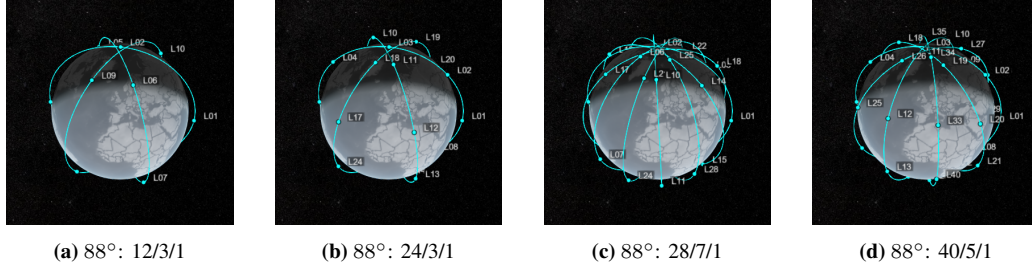 L02
L10
L09
L06
L01
L07
L10
L03
L19
L04
L18
L11
L20
L02
L17
L12
L01
L08
L24
L13
L02
L22
L06
L25
L18
L17
L2
L10
L14
L01
L07
L15
L24
L11
L28
L18
L35
L10
L03
L27
L04
L26
L34
L19
L02
L25
L12
L33
L20
L01
L13
L21
L40
(a) 88°: 12/3/1
(b) 88°: 24/3/1
(c) 88°: 28/7/1
(d) 88°: 40/5/1